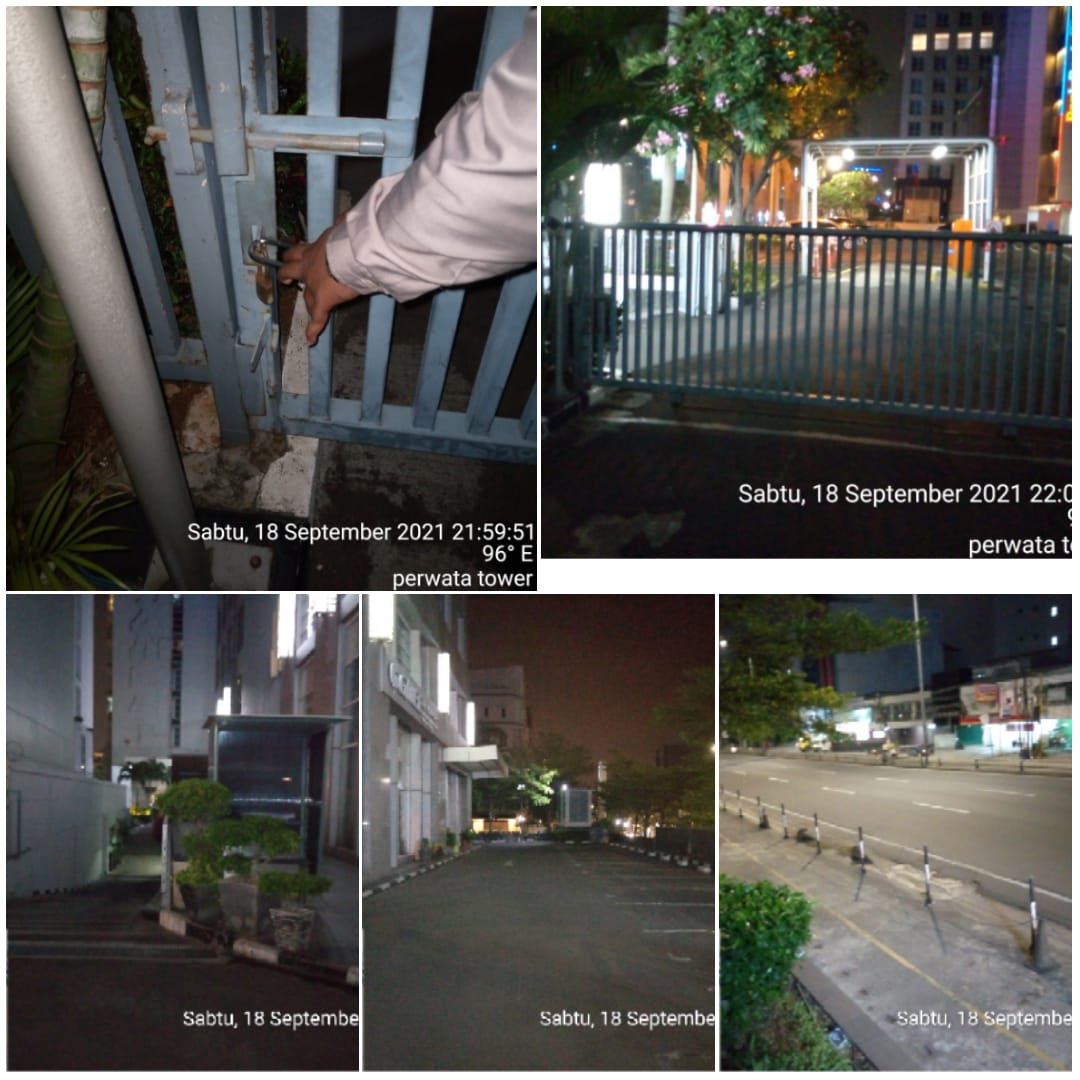 Sabtu, 18 September 2021 21:59:51
96° E
perwata tower
Sabtu, 18 September 2021 22:0
9
perwata t
Sabtu, 18 Septembe
Sabtu, 18 Septembe
Sabtu, 18 Septembe